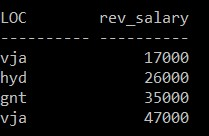 LOC rev_salary
---------- ----------
vja 17000
hyd 26000
gnt 35000
vja 47000